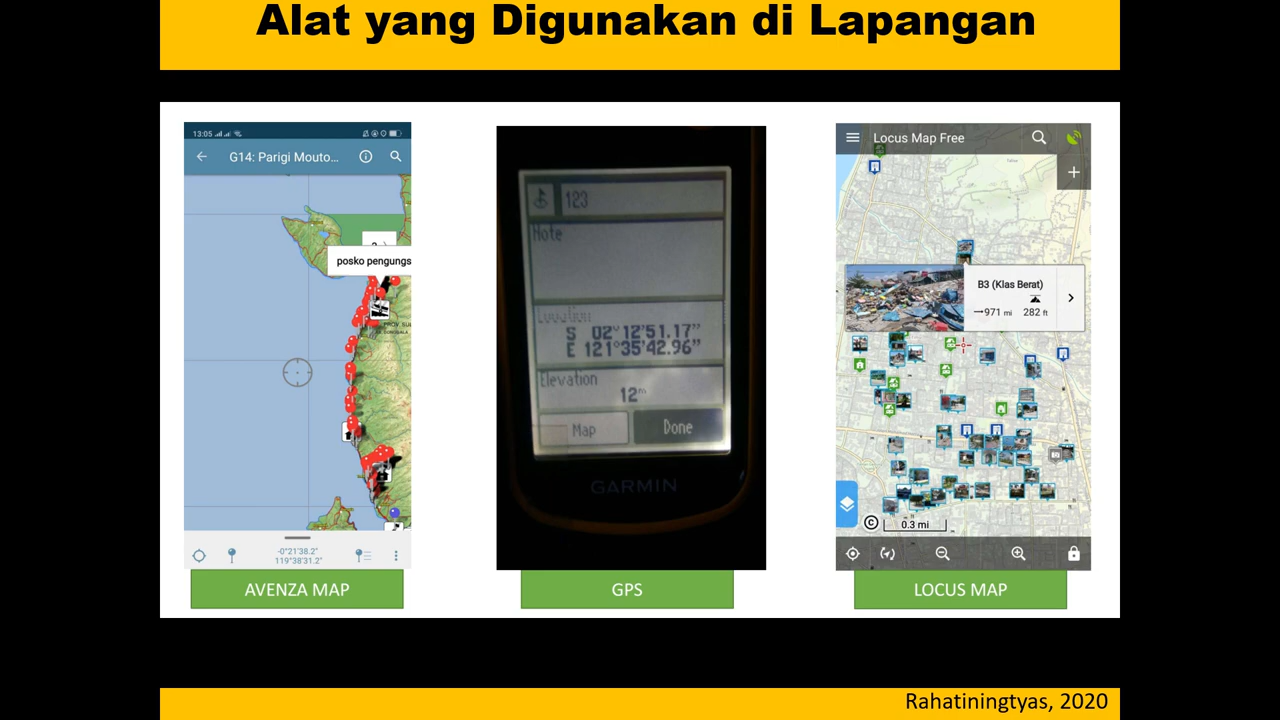 Alat yang Digunakan di Lapangan
13:05
G14: Parigi Mouto...
posko pengungs
-0°21'38.2"
119°38'31.2"
AVENZA MAP
123
Note
Location
S 02°12'51.17"
E 121°35'42.96"
Elevation
12m
Map
Done
GARMIN
GPS
Locus Map Free
B3 (Klas Berat)
971 mi
282 ft
0.3 mi
LOCUS MAP
Rahatiningtyas, 2020